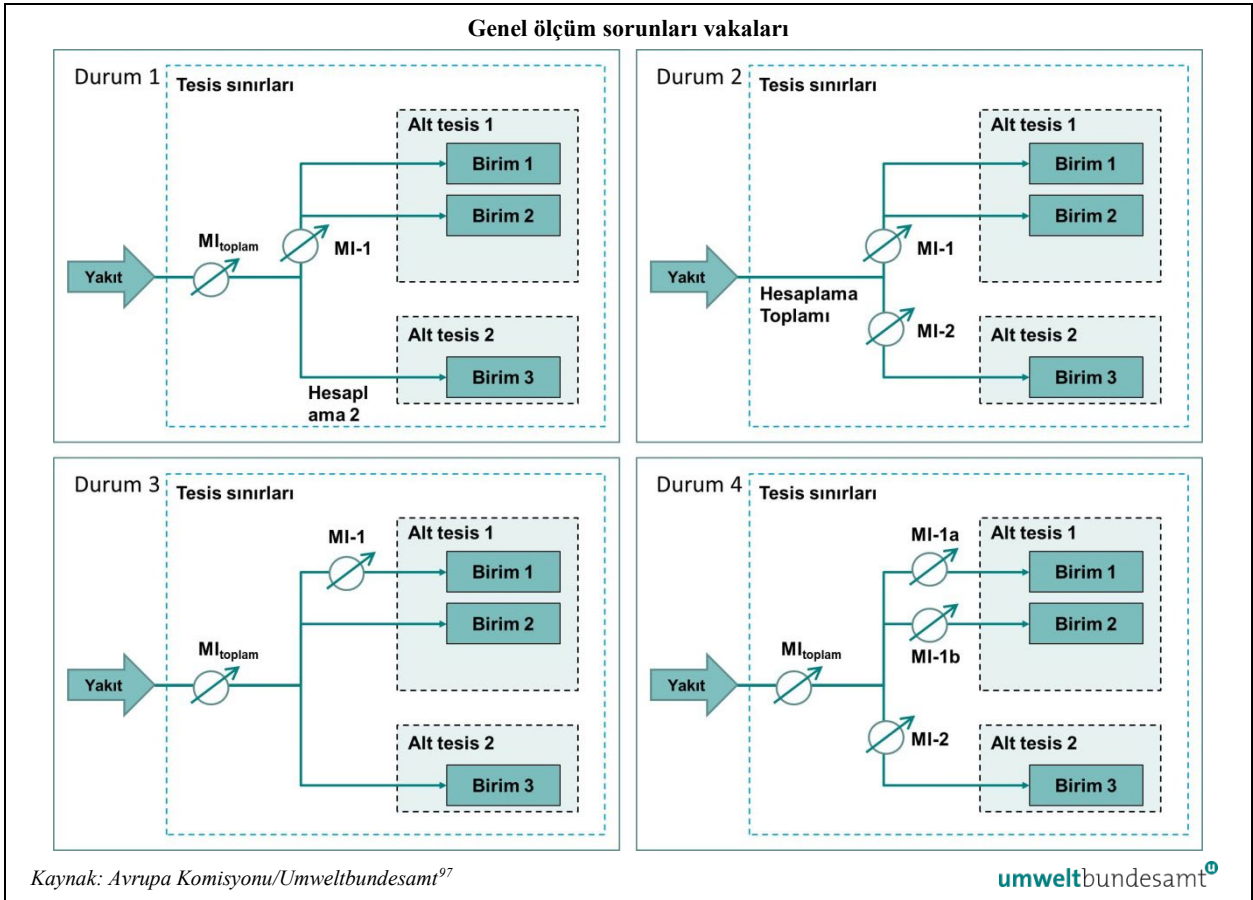 Genel ölçüm sorunları vakaları
Durum 1
Tesis sınırları
Alt tesis 1
Birim 1
Birim 2
MI-1
MItoplam
Yakıt
Alt tesis 2
Birim 3
Hesapl
ama 2
Durum 2
Tesis sınırları
Alt tesis 1
Birim 1
Birim 2
MI-1
Yakıt
Hesaplama
Toplamı
MI-2
Alt tesis 2
Birim 3
Durum 3
Tesis sınırları
MI-1
Alt tesis 1
Birim 1
Birim 2
MItoplam
Yakıt
Alt tesis 2
Birim 3
Durum 4
Tesis sınırları
MI-1a
Alt tesis 1
Birim 1
Birim 2
MI-1b
MItoplam
Yakıt
MI-2
Alt tesis 2
Birim 3
Kaynak: Avrupa Komisyonu/Umweltbundesamt97
umweltbundesamtu